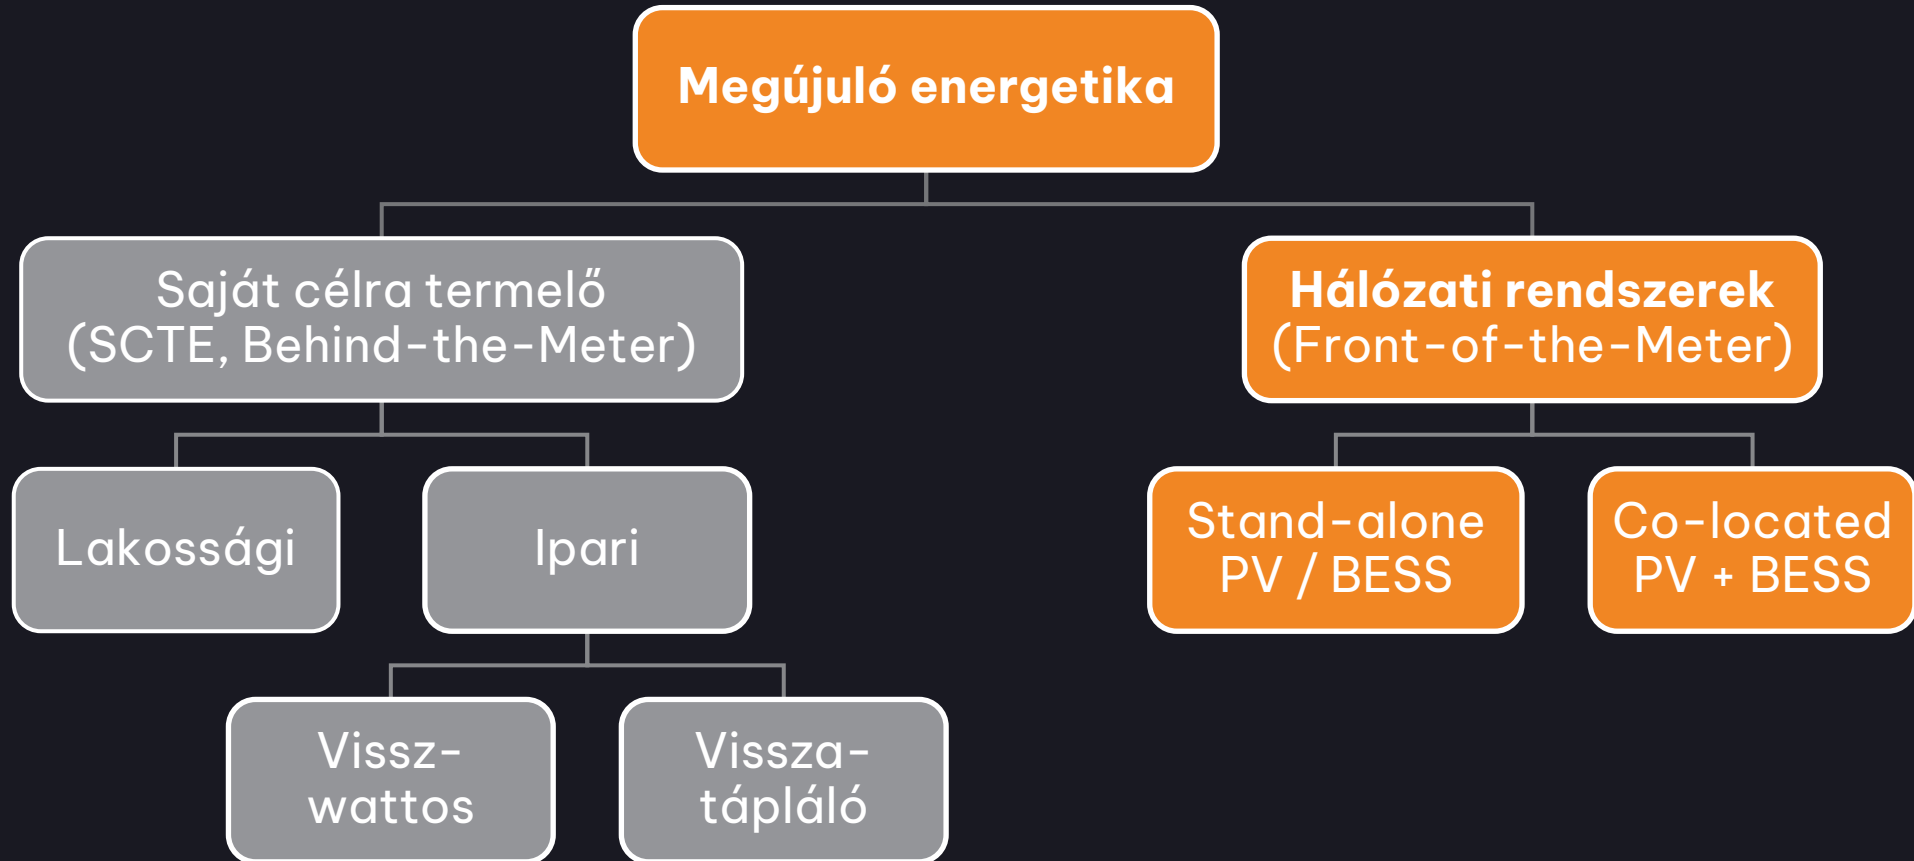 Megújuló energetika
Saját célra termelő
(SCTE, Behind-the-Meter)
Hálózati rendszerek
(Front-of-the-Meter)
Lakossági
Ipari
Stand-alone
PV / BESS
Co-located
PV + BESS
Vissz-
wattos
Vissza-
tápláló